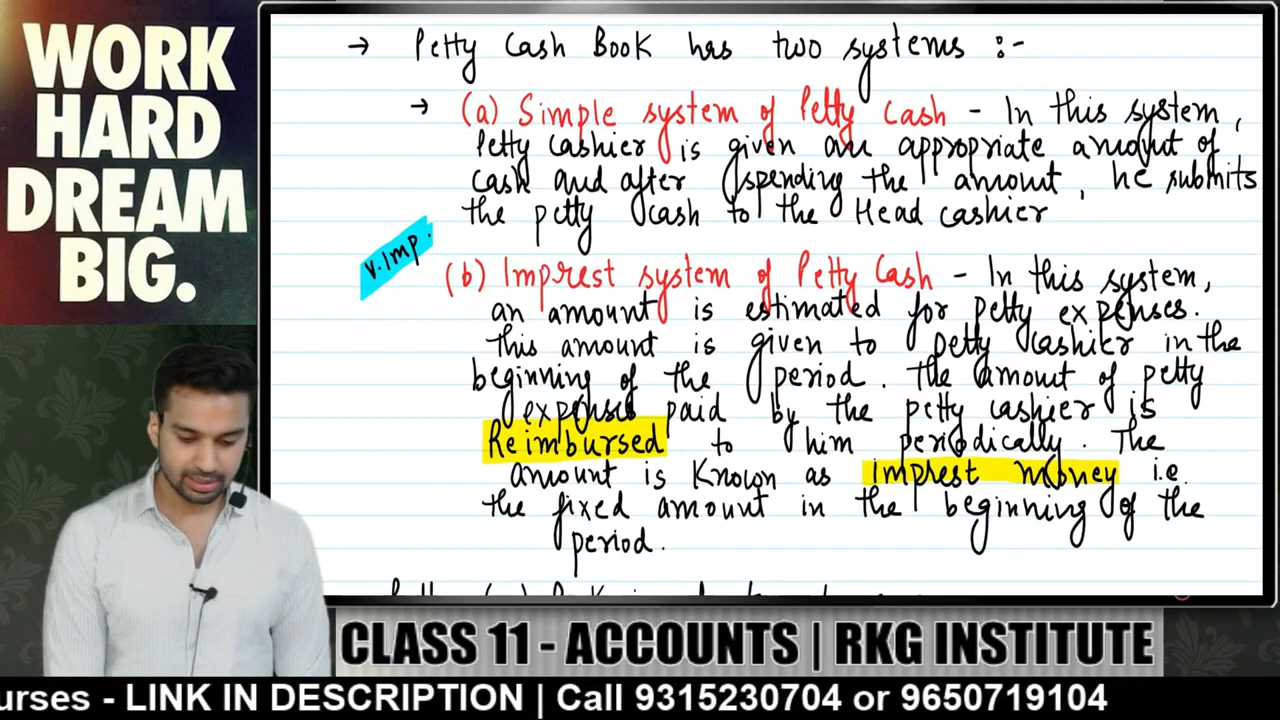 WORK
HARD
DREAM
BIG.
→ Petty Cash Book has two systems :-
→ (a) Simple system of Petty Cash - In this system,
Petty cashier is given an appropriate amount of
cash and after spending the amount, he submits
the petty cash to the Head cashier
V.Imp.
(b) Imprest system of Petty Cash - In this system,
an amount is estimated for petty expenses.
This amount is given to petty cashier in the
beginning of the period. The amount of petty
expenses paid by the petty cashier is
Reimbursed to him periodically. The
amount is Known as imprest money i.e.
the fixed amount in the beginning of the
period.
CLASS 11 - ACCOUNTS | RKG INSTITUTE
urses - LINK IN DESCRIPTION | Call 9315230704 or 9650719104